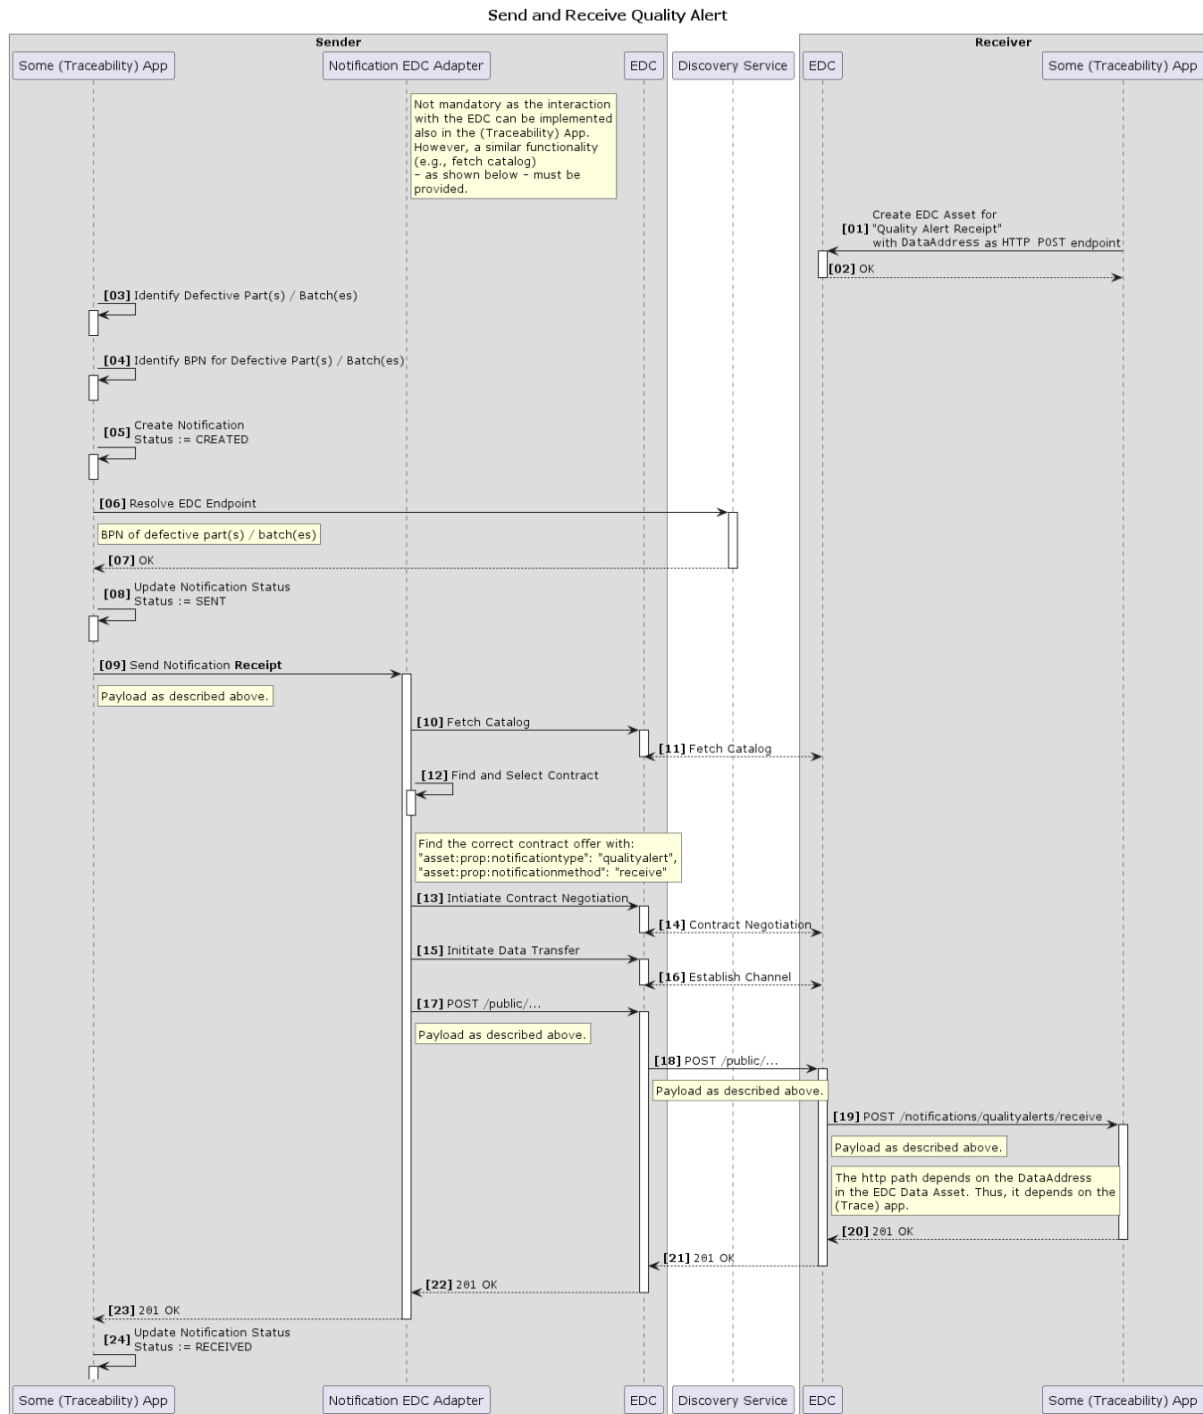 Send and Receive Quality Alert
Sender
Receiver
Some (Traceability) App
Notification EDC Adapter
EDC
Discovery Service
EDC
Some (Traceability) App
Not mandatory as the interaction
with the EDC can be implemented
also in the (Traceability) App.
However, a similar functionality
(e.g., fetch catalog)
- as shown below - must be
provided.
Create EDC Asset for
[01] "Quality Alert Receipt"
with DataAddress as HTTP POST endpoint
[02] OK
[03] Identify Defective Part(s) / Batch(es)
[04] Identify BPN for Defective Part(s) / Batch(es)
[05] Create Notification
Status := CREATED
[06] Resolve EDC Endpoint
BPN of defective part(s) / batch(es)
[07] OK
[08] Update Notification Status
Status := SENT
[09] Send Notification Receipt
Payload as described above.
[10] Fetch Catalog
[11] Fetch Catalog
[12] Find and Select Contract
Find the correct contract offer with:
"asset:prop:notificationtype": "qualityalert",
"asset:prop:notificationmethod": "receive"
[13] Intiatiate Contract Negotiation
[14] Contract Negotiation
[15] Inititate Data Transfer
[16] Establish Channel
[17] POST /public/...
Payload as described above.
[18] POST /public/...
Payload as described above.
[19] POST /notifications/qualityalerts/receive
Payload as described above.
The http path depends on the DataAddress
in the EDC Data Asset. Thus, it depends on the
(Trace) app.
[20] 201 OK
[21] 201 OK
[22] 201 OK
[23] 201 OK
[24] Update Notification Status
Status := RECEIVED
Some (Traceability) App
Notification EDC Adapter
EDC
Discovery Service
EDC
Some (Traceability) App